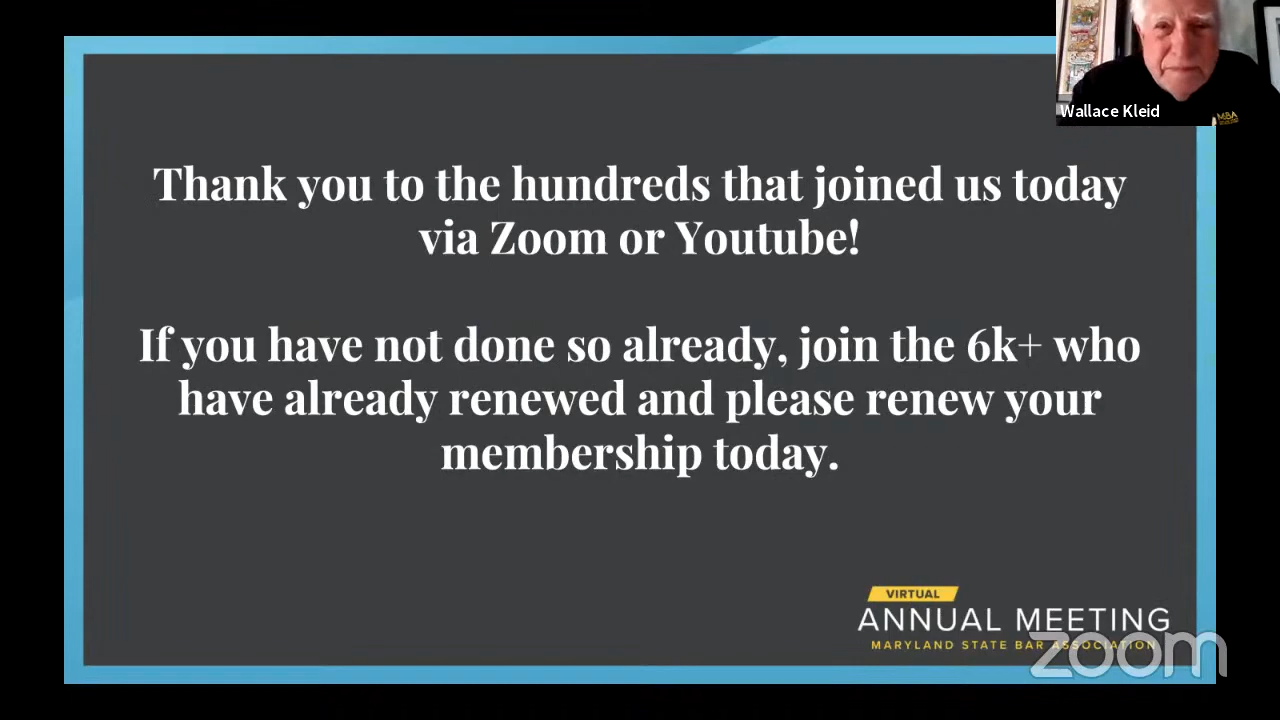 Wallace Kleid
Thank you to the hundreds that joined us today
via Zoom or Youtube!
If you have not done so already, join the 6k+ who
have already renewed and please renew your
membership today.
VIRTUAL
ANNUAL MEETING
MARYLAND STATE BAR ASSOCIATION
zoom